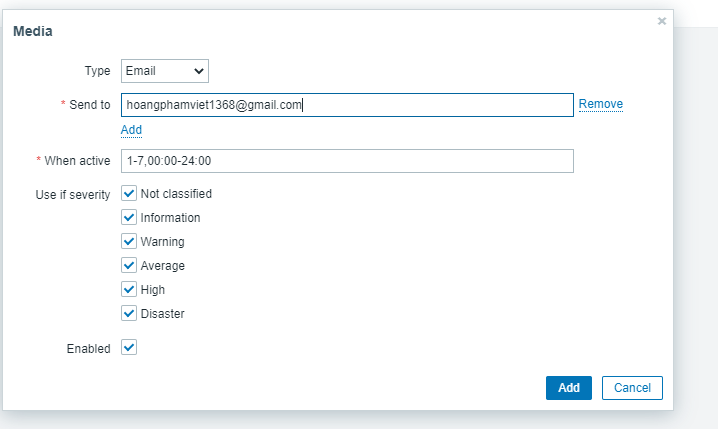 Media
Type Email
* Send to hoangphamviet1368@gmail.com Remove
Add
* When active 1-7,00:00-24:00
Use if severity Not classified
Information
Warning
Average
High
Disaster
Enabled
Add Cancel